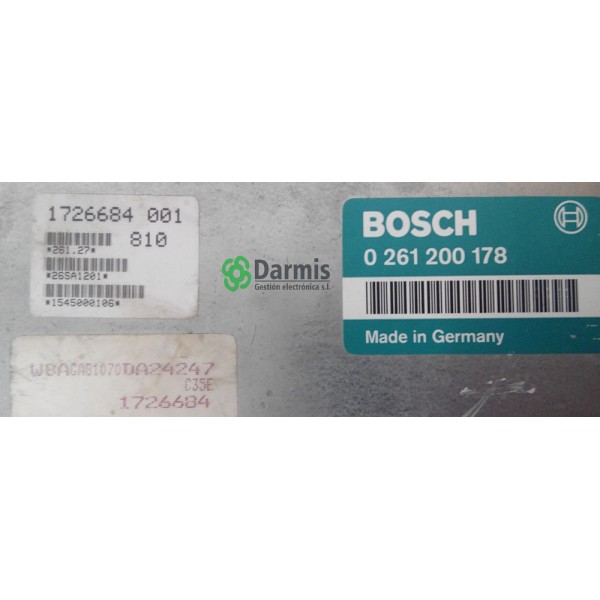 1726684 001
810
*261.27*
*26SA1201*
*1545000106*
WBAGA81070DA24247
C35E
1726684
Darmis
Gestión electrónica s.l.
BOSCH
0 261 200 178
Made in Germany